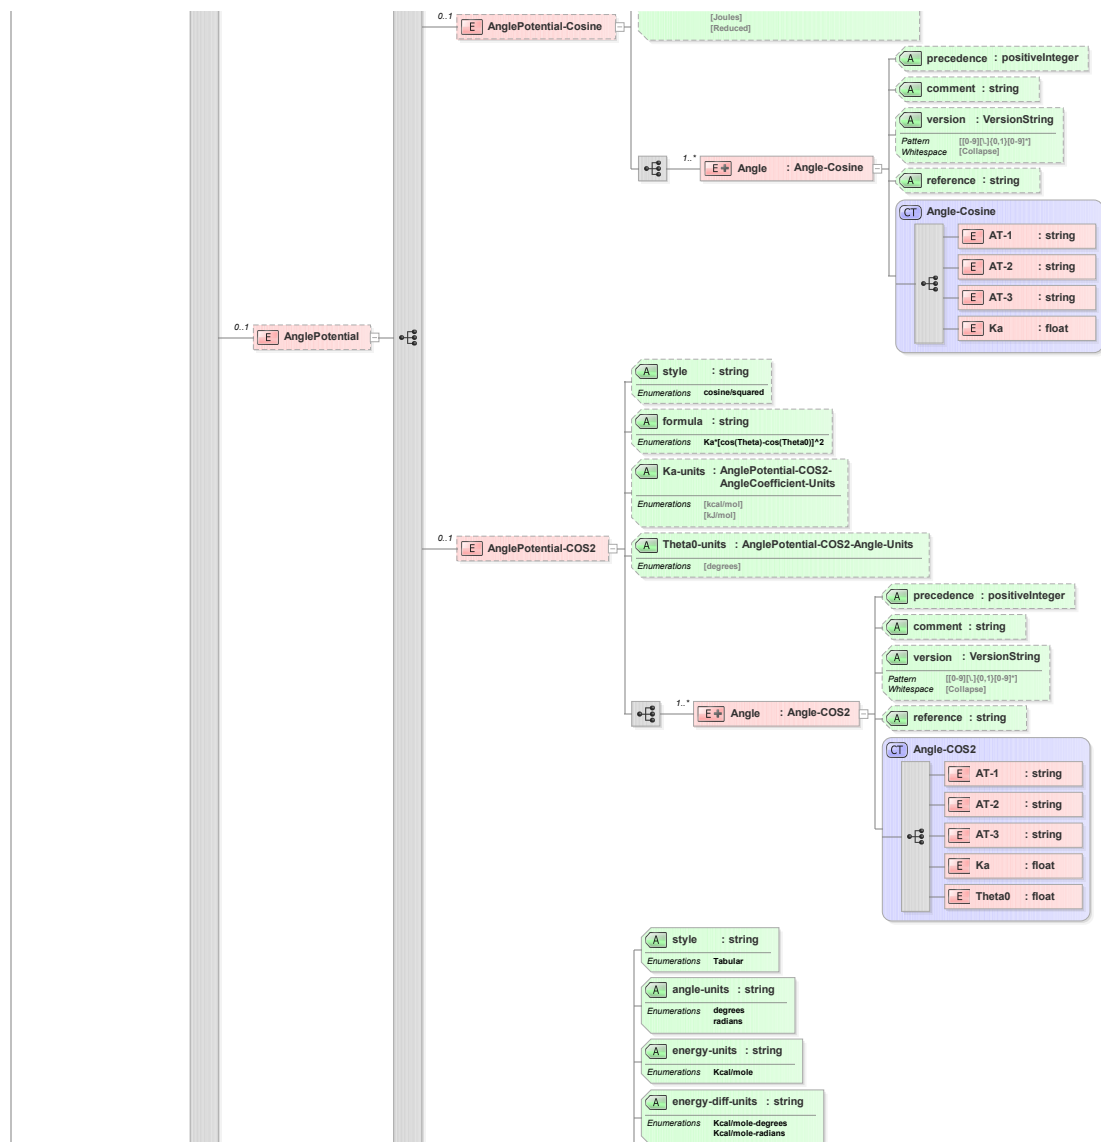 0..1
E AnglePotential-Cosine
[Joules]
[Reduced]
A precedence : positiveInteger
A comment : string
A version : VersionString
Pattern [[0-9][\.]{0,1}[0-9]*]
Whitespace [Collapse]
1..*
E Angle : Angle-Cosine
A reference : string
CT Angle-Cosine
E AT-1 : string
E AT-2 : string
E AT-3 : string
E Ka : float
0..1
E AnglePotential
A style : string
Enumerations cosine/squared
A formula : string
Enumerations Ka*[cos(Theta)-cos(Theta0)]^2
A Ka-units : AnglePotential-COS2-
AngleCoefficient-Units
Enumerations [kcal/mol]
[kJ/mol]
0..1
E AnglePotential-COS2
A Theta0-units : AnglePotential-COS2-Angle-Units
Enumerations [degrees]
A precedence : positiveInteger
A comment : string
A version : VersionString
Pattern [[0-9][\.]{0,1}[0-9]*]
Whitespace [Collapse]
1..*
E Angle : Angle-COS2
A reference : string
CT Angle-COS2
E AT-1 : string
E AT-2 : string
E AT-3 : string
E Ka : float
E Theta0 : float
A style : string
Enumerations Tabular
A angle-units : string
Enumerations degrees
radians
A energy-units : string
Enumerations Kcal/mole
A energy-diff-units : string
Enumerations Kcal/mole-degrees
Kcal/mole-radians